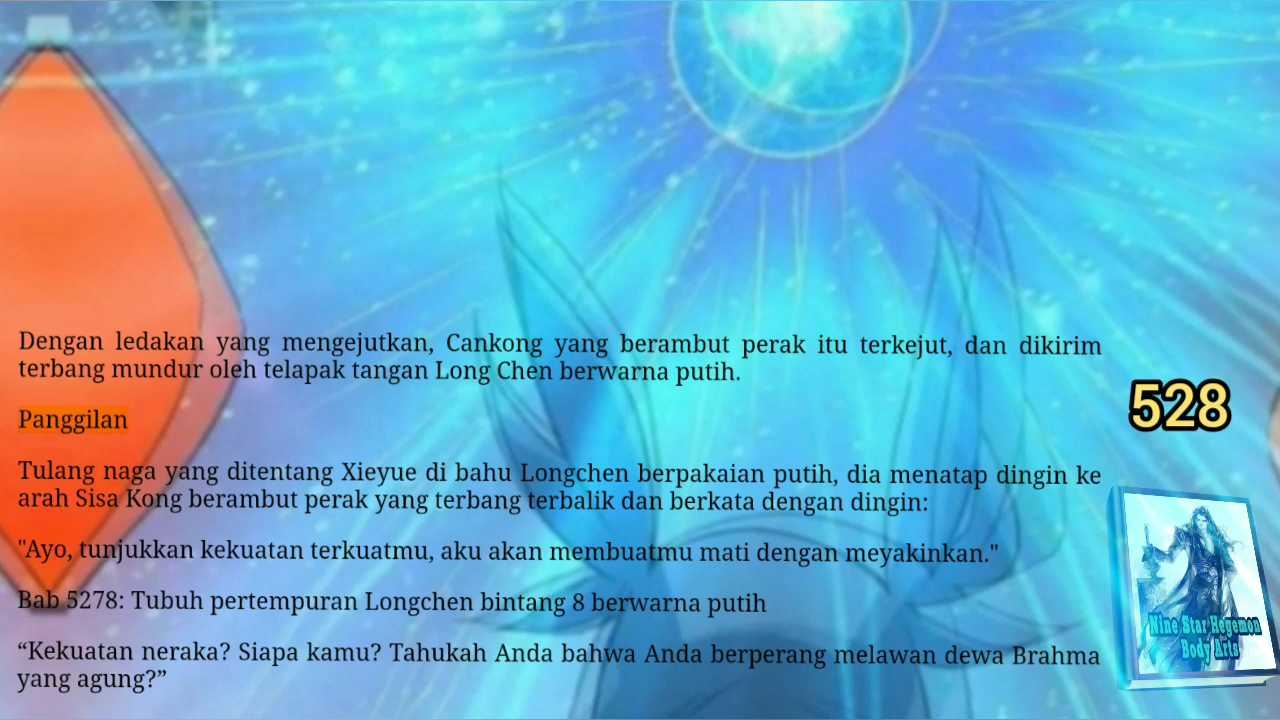 Dengan ledakan yang mengejutkan, Cankong yang berambut perak itu terkejut, dan dikirim
terbang mundur oleh telapak tangan Long Chen berwarna putih.
Panggilan
Tulang naga yang ditentang Xieyue di bahu Longchen berpakaian putih, dia menatap dingin ke
arah Sisa Kong berambut perak yang terbang terbalik dan berkata dengan dingin:
"Ayo, tunjukkan kekuatan terkuatmu, aku akan membuatmu mati dengan meyakinkan."
Bab 5278: Tubuh pertempuran Longchen bintang 8 berwarna putih
“Kekuatan neraka? Siapa kamu? Tahukah Anda bahwa Anda berperang melawan dewa Brahma
yang agung?”
528
Nine Star Hegemon
Body Arts